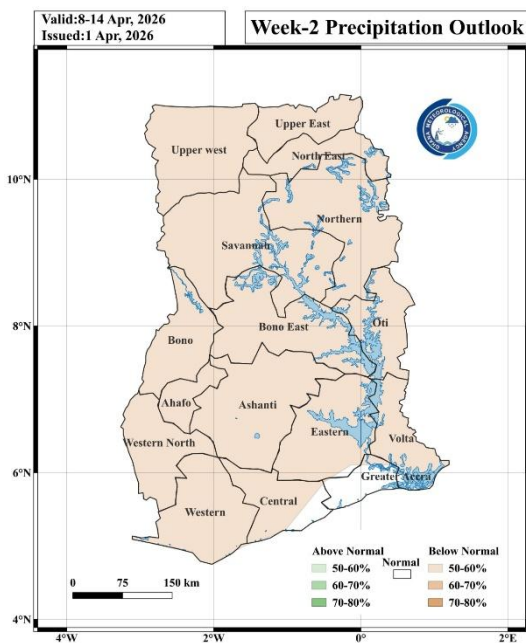 Valid:8-14 Apr, 2026
Issued:1 Apr, 2026
Week-2 Precipitation Outlook
GHANA METEOROLOGICAL AGENCY
Upper East
Upper west
North East
10°N
Northern
Savannah
8°N
Oti
Bono East
Bono
Ahafo
Ashanti
Eastern
Volta
Western North
6°N
Greater Accra
Central
Western
Above Normal Normal Below Normal
50-60% 50-60%
60-70% 60-70%
70-80% 70-80%
0 75 150 km
4°N
4°W 2°W 0° 2°E